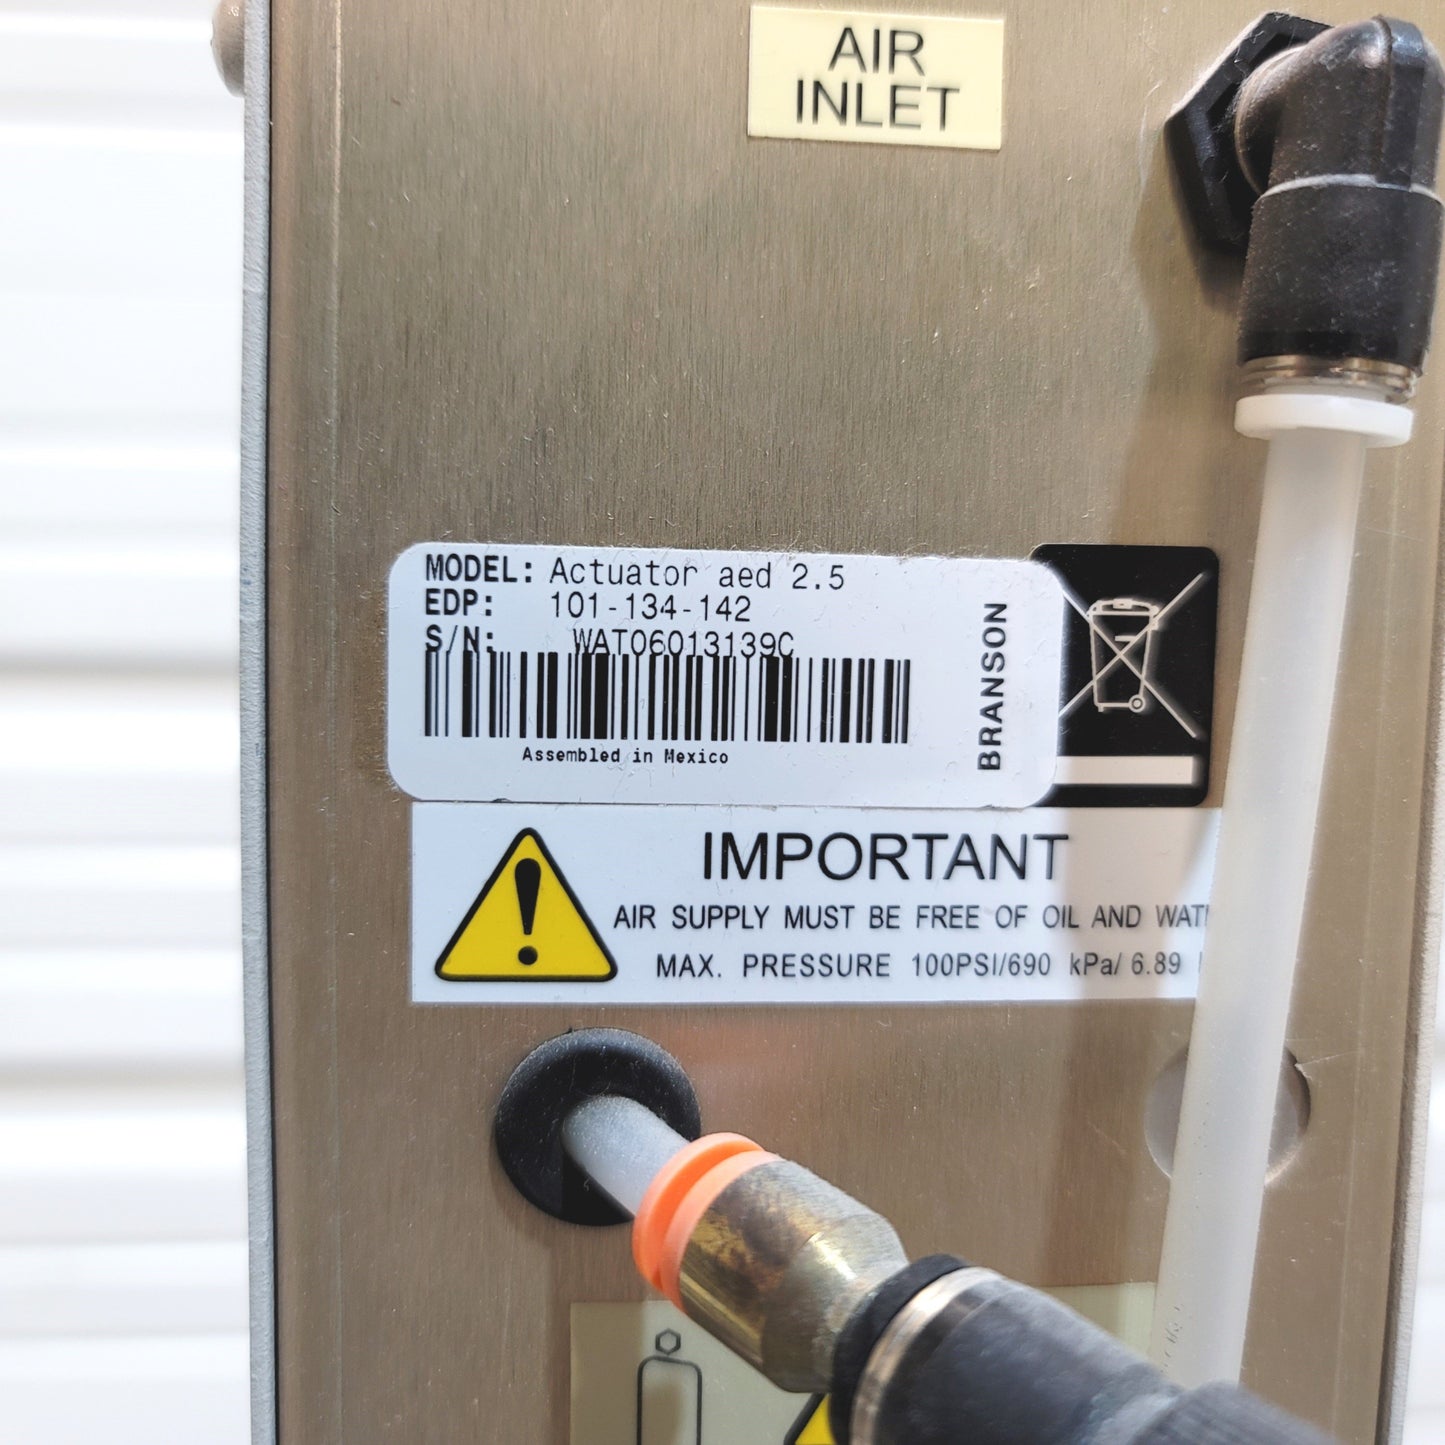 AIR
INLET
MODEL: Actuator aed 2.5
EDP: 101-134-142
S/N: WAT06013139C
Assembled in Mexico
BRANSON
IMPORTANT
AIR SUPPLY MUST BE FREE OF OIL AND
MAX. PRESSURE 100PSI/690 kPa/ 6.89